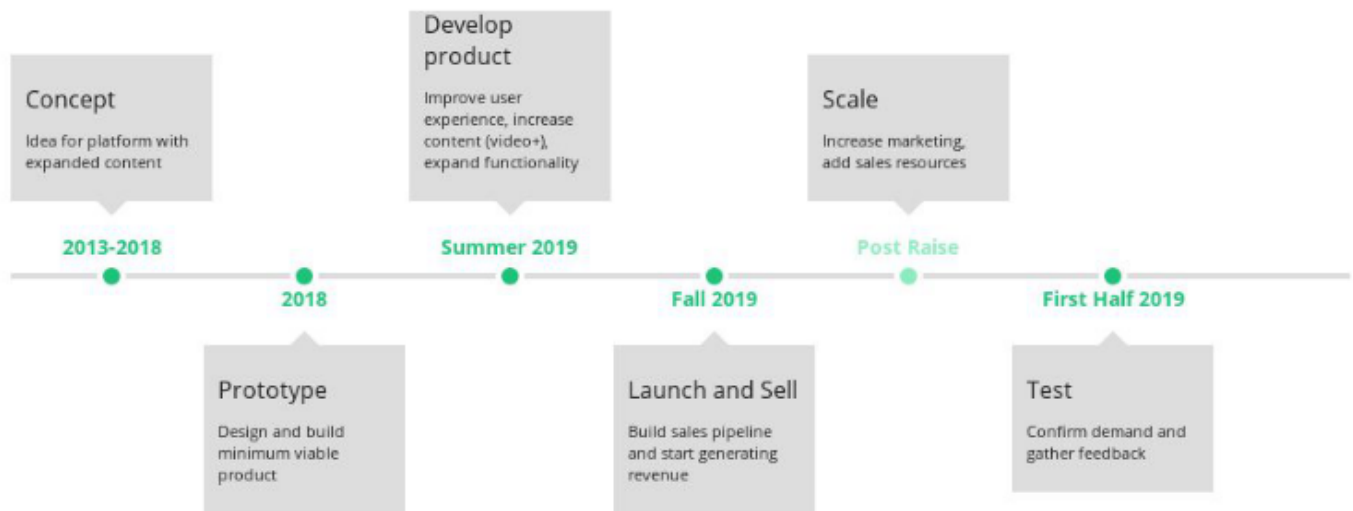 Concept
Idea for platform with
expanded content
2013-2018
2018
Prototype
Design and build
minimum viable
product
Develop
product
Improve user
experience, increase
content (video+),
expand functionality
Summer 2019
Fall 2019
Launch and Sell
Build sales pipeline
and start generating
revenue
Scale
Increase marketing,
add sales resources
Post Raise
First Half 2019
Test
Confirm demand and
gather feedback